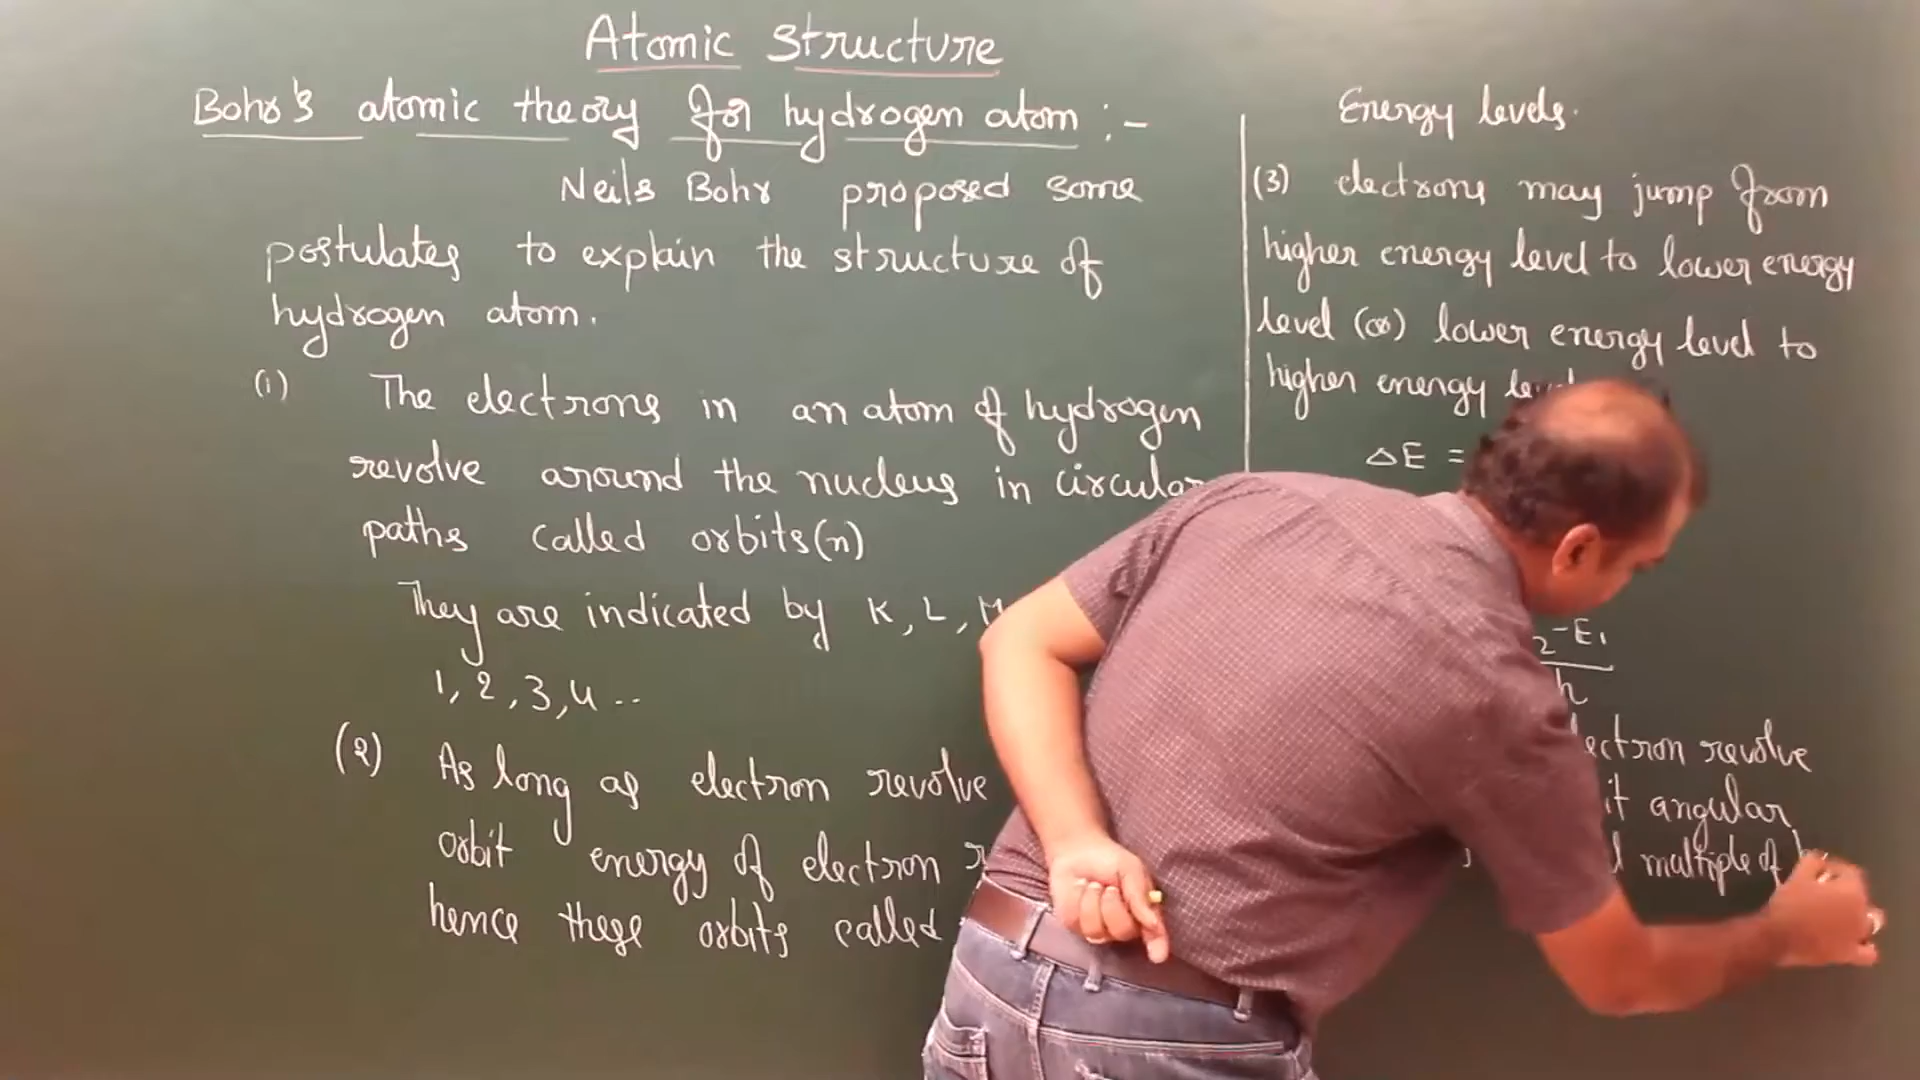 Atomic Structure
Bohr's atomic theory for hydrogen atom :-
Neils Bohr proposed some
postulates to explain the structure of
hydrogen atom.
(1) The electrons in an atom of hydrogen
revolve around the nucleus in circular
paths called orbits(n)
They are indicated by K, L, M
1, 2, 3, 4 ..
(2) As long as electron revolve
orbit energy of electron
hence these orbits called
Energy levels.
(3) electrons may jump from
higher energy level to lower energy
level (or) lower energy level to
higher energy
ΔE =
2-E1
h
electron revolve
angular
multiple of